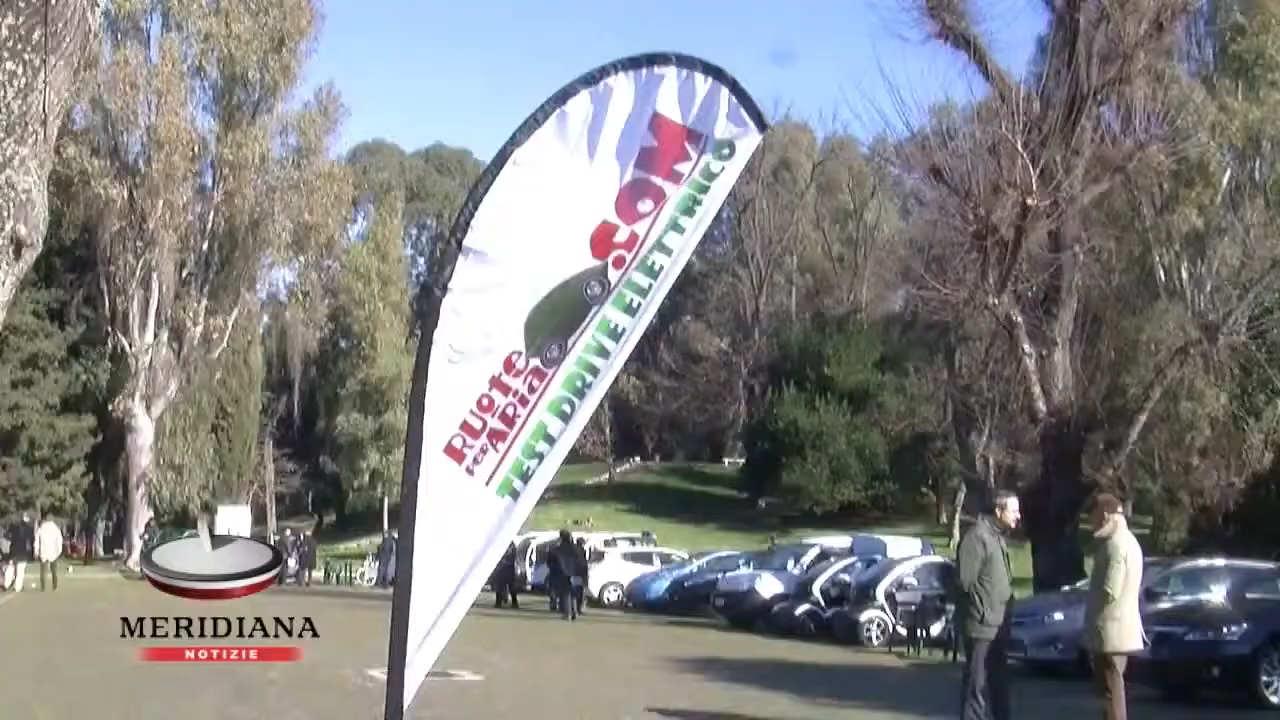 RUote
per ARia
.COM
TEST DRIVE ELETTRICO
MERIDIANA
NOTIZIE